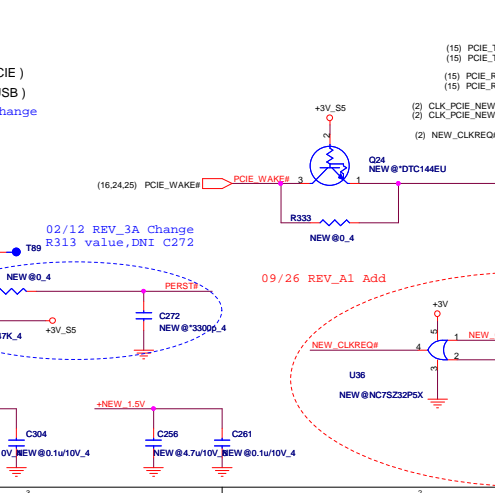 (15) PCIE_T
(15) PCIE_T
CIE )
(15) PCIE_R
(15) PCIE_R
SB )
hange
+3V_S5
(2) CLK_PCIE_NEW
(2) CLK_PCIE_NEW
2
(2) NEW_CLKREQ#
Q24
NEW@*DTC144EU
(16,24,25) PCIE_WAKE#
PCIE_WAKE#
3
1
R333
NEW@0_4
02/12 REV_3A Change
R313 value,DNI C272
T89
NEW@0_4
PERST#
09/26 REV_A1 Add
C272
NEW@*3300p_4
+3V_S5
47K_4
+3V
5
1
NEW_
NEW_CLKREQ#
4
2
3
U36
NEW@NC7SZ32P5X
+NEW_1.5V
C304
C256
C261
0V_4
NEW@0.1u/10V_4
NEW@4.7u/10V_6
NEW@0.1u/10V_4